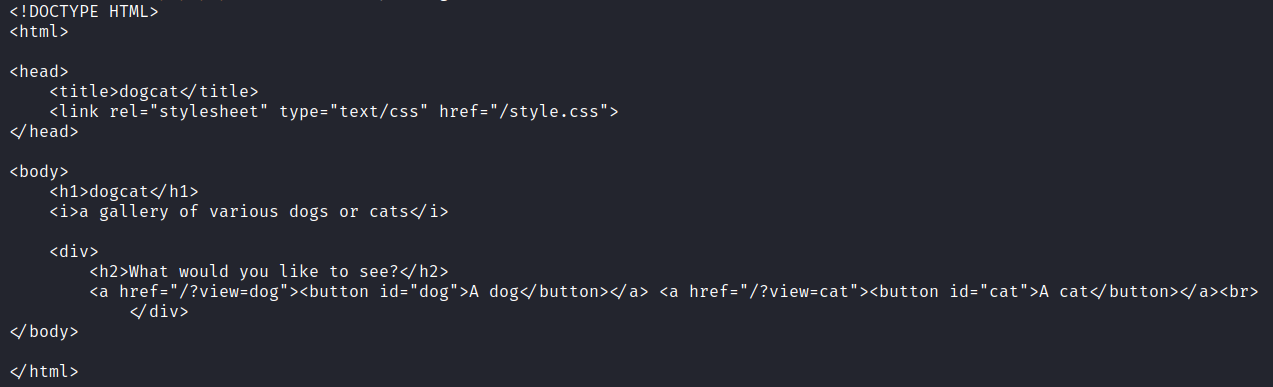 <!DOCTYPE HTML>
<html>
<head>
<title>dogcat</title>
<link rel="stylesheet" type="text/css" href="/style.css">
</head>
<body>
<h1>dogcat</h1>
<i>a gallery of various dogs or cats</i>
<div>
<h2>What would you like to see?</h2>
<a href="/?view=dog"><button id="dog">A dog</button></a> <a href="/?view=cat"><button id="cat">A cat</button></a><br>
</div>
</body>
</html>